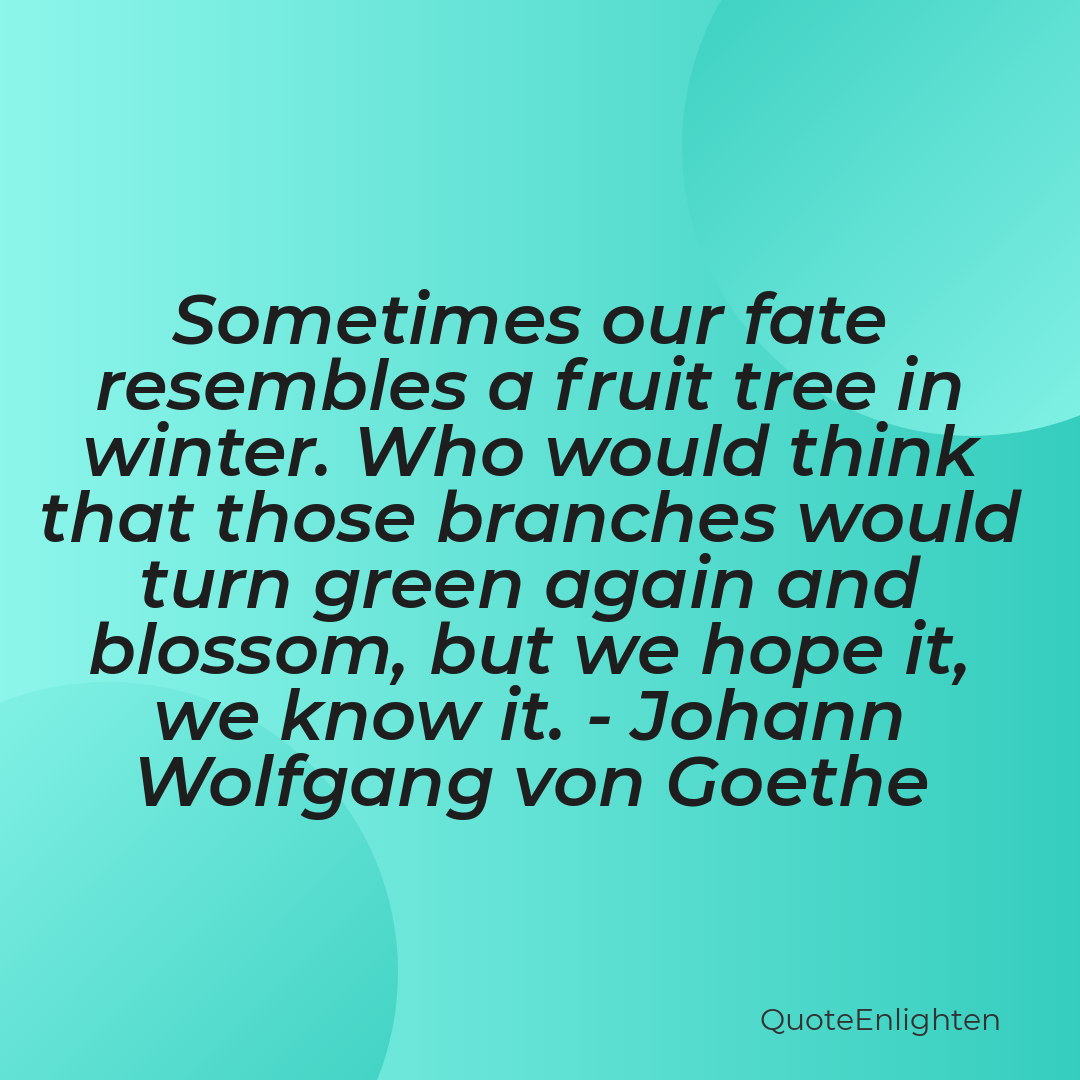 Sometimes our fate
resembles a fruit tree in
winter. Who would think
that those branches would
turn green again and
blossom, but we hope it,
we know it. - Johann
Wolfgang von Goethe
QuoteEnlighten